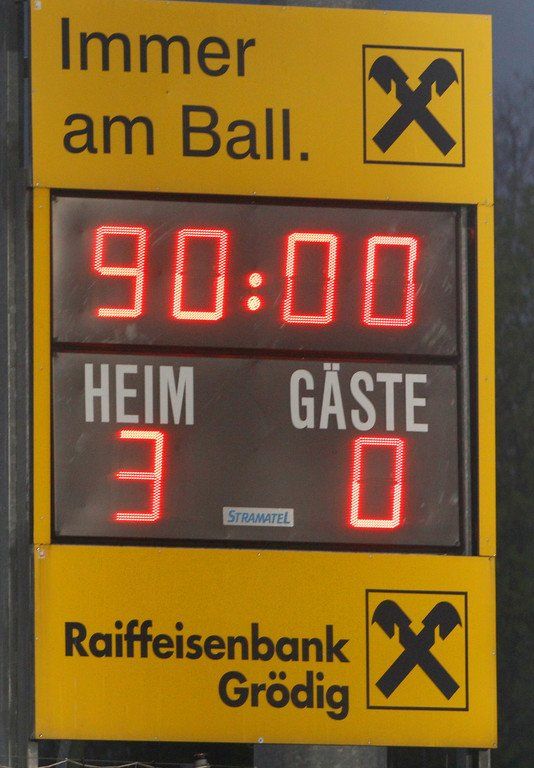 Immer
am Ball.
90:00
HEIM GÄSTE
3 0
STRAMATEL
Raiffeisenbank
Grödig